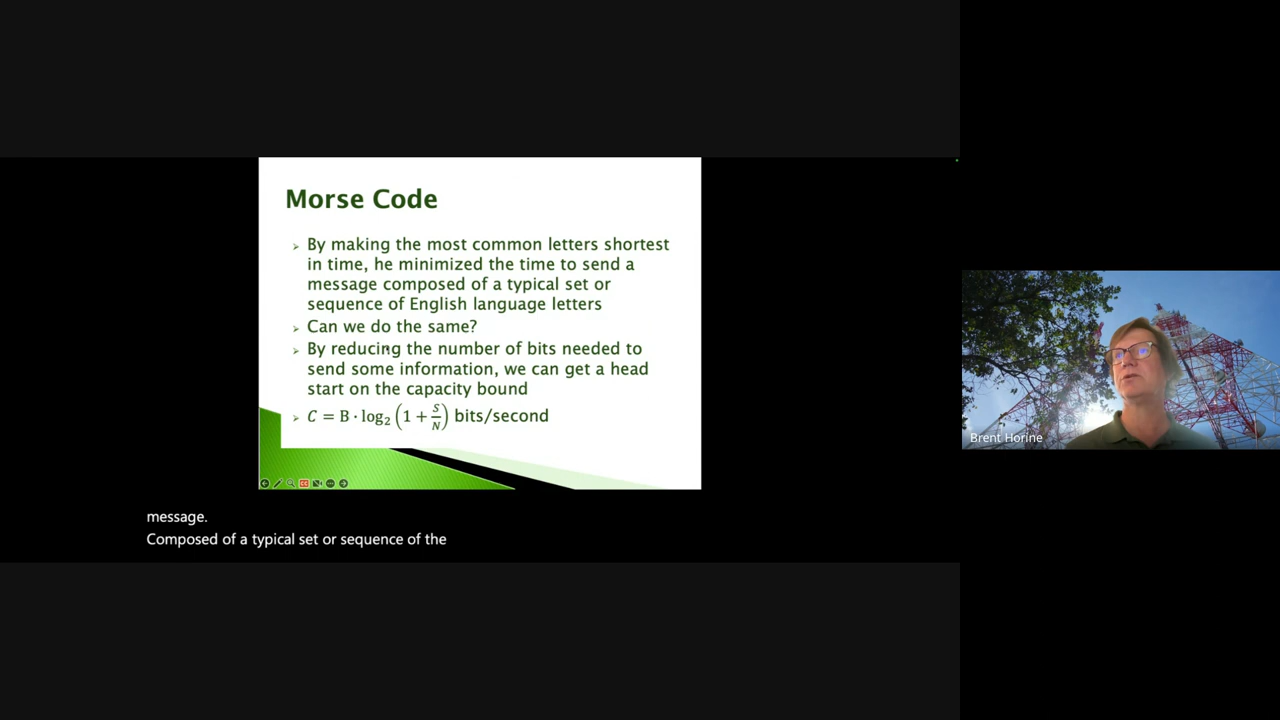 Morse Code
By making the most common letters shortest
in time, he minimized the time to send a
message composed of a typical set or
sequence of English language letters
Can we do the same?
By reducing the number of bits needed to
send some information, we can get a head
start on the capacity bound
C = B · log₂ (1 + S/N) bits/second
CC
Brent Horine
message.
Composed of a typical set or sequence of the